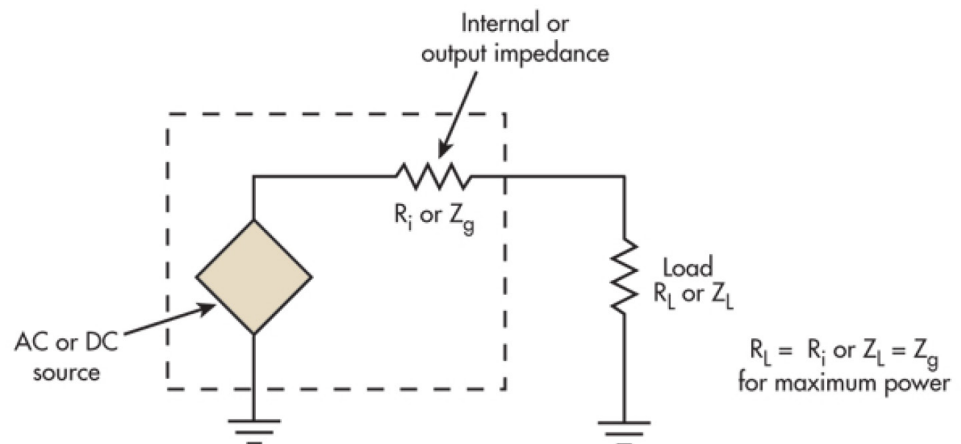 Internal or
output impedance
Ri or Zg
Load
RL or ZL
AC or DC
source
RL = Ri or ZL = Zg
for maximum power